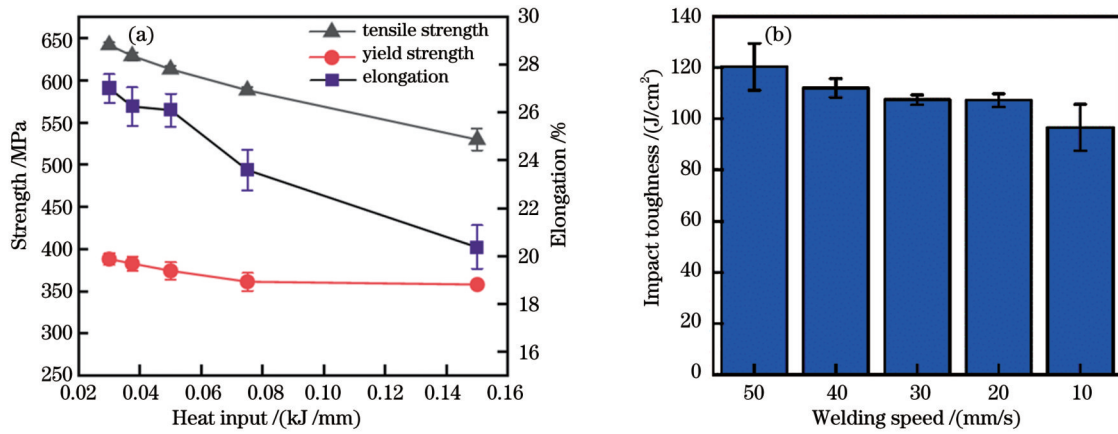 (a)
tensile strength
yield strength
elongation
650
600
550
500
450
400
350
300
250
Strength /MPa
30
28
26
24
22
20
18
16
Elongation /%
0.02 0.04 0.06 0.08 0.10 0.12 0.14 0.16
Heat input /(kJ /mm)
(b)
140
120
100
80
60
40
20
0
Impact toughness /(J/cm²)
50 40 30 20 10
Welding speed /(mm/s)